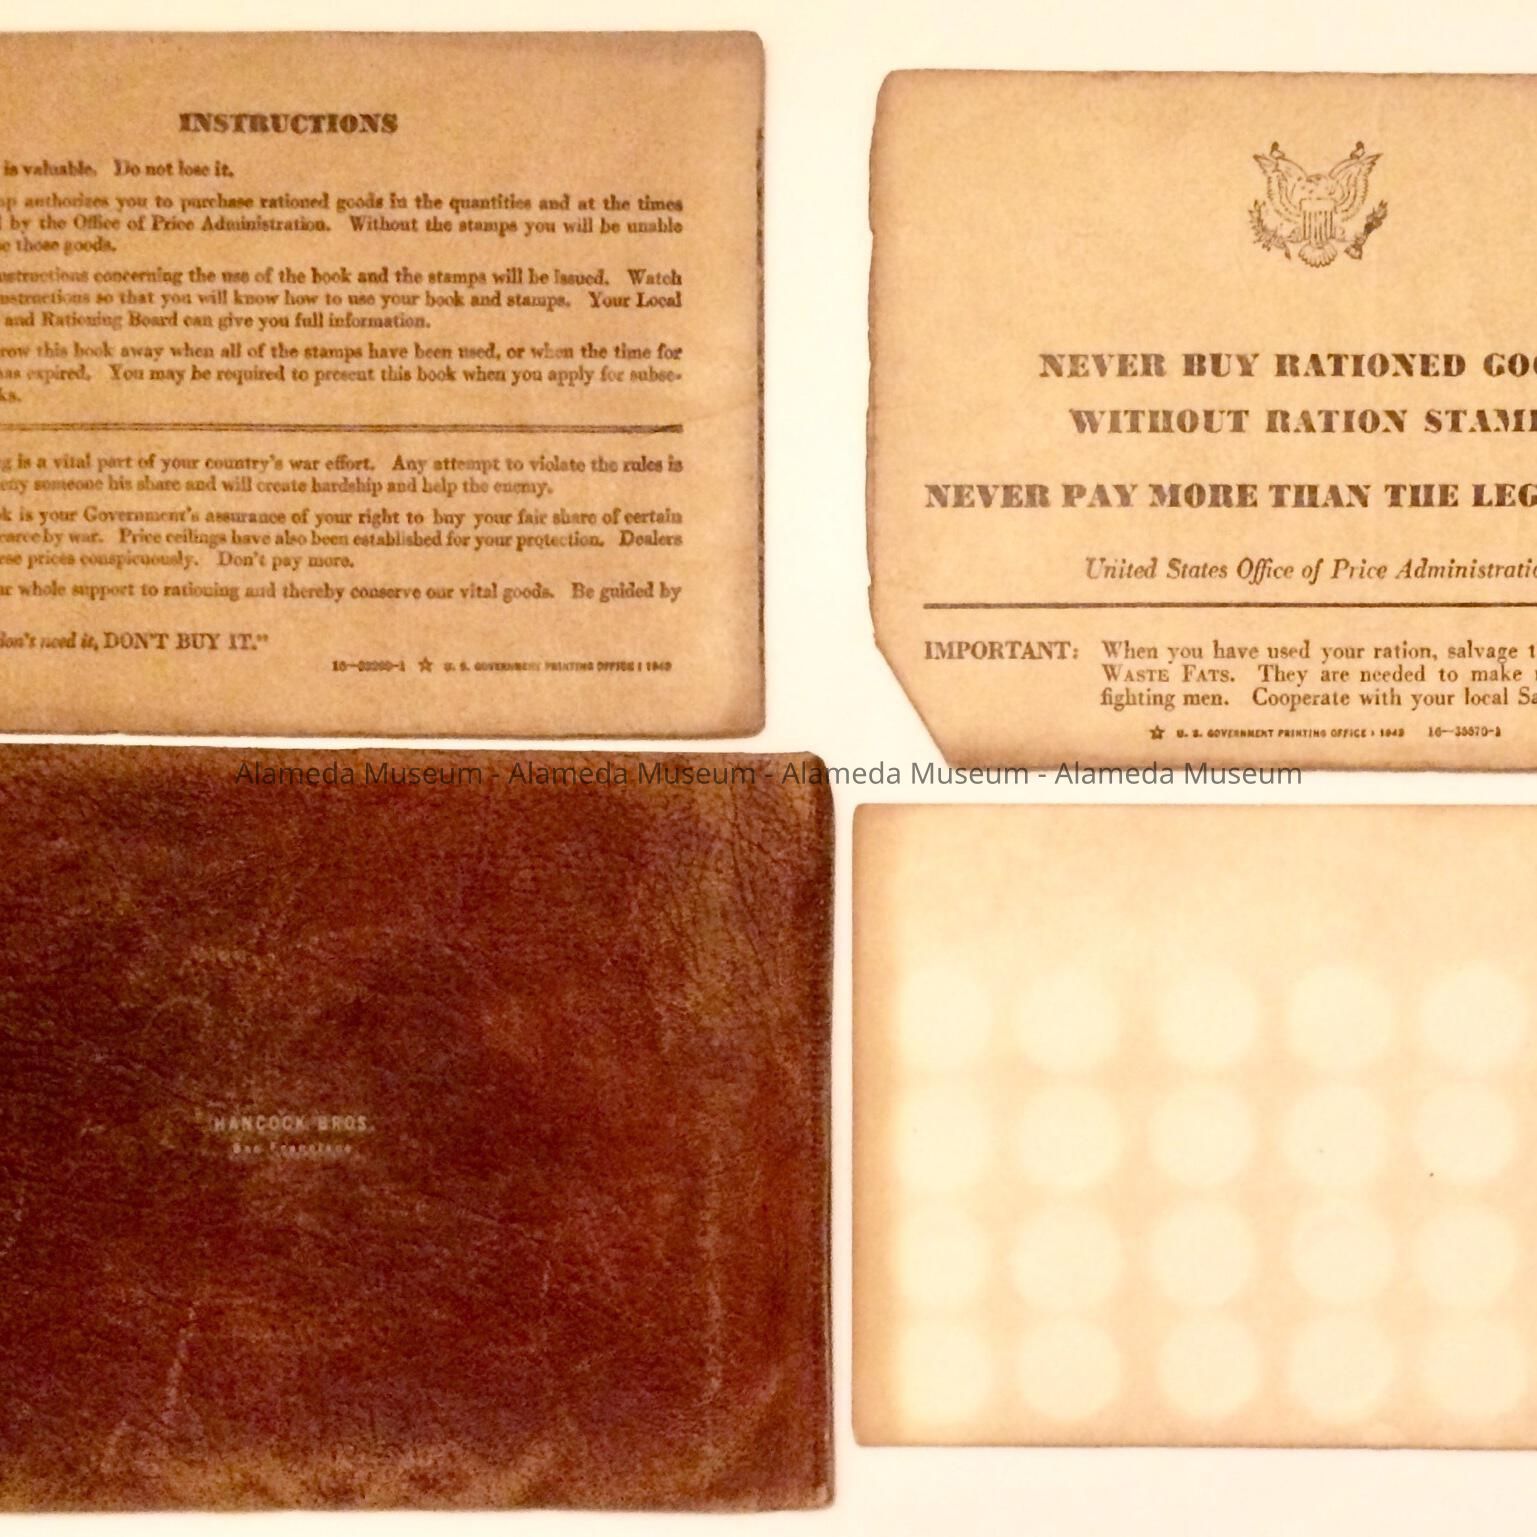 INSTRUCTIONS
is valuable. Do not lose it.
authorizes you to purchase rationed goods in the quantities and at the times
by the Office of Price Administration. Without the stamps you will be unable
those goods.
concerning the use of the book and the stamps will be issued. Watch
so that you will know how to use your book and stamps. Your Local
and Rationing Board can give you full information.
this book away when all of the stamps have been used, or when the time for
has expired. You may be required to present this book when you apply for subse-
is a vital part of your country's war effort. Any attempt to violate the rules is
someone his share and will create hardship and help the enemy.
is your Government's assurance of your right to buy your fair share of certain
by war. Price ceilings have also been established for your protection. Dealers
prices conspicuously. Don't pay more.
whole support to rationing and thereby conserve our vital goods. Be guided by
don't need it, DON'T BUY IT."
☆ U. S. GOVERNMENT PRINTING OFFICE : 1943
NEVER BUY RATIONED GOO
WITHOUT RATION STAM
NEVER PAY MORE THAN THE LEG
United States Office of Price Administratio
IMPORTANT: When you have used your ration, salvage t
WASTE FATS. They are needed to make
fighting men. Cooperate with your local Sa
☆ U. S. GOVERNMENT PRINTING OFFICE : 1943 16—35570-1
Alameda Museum - Alameda Museum - Alameda Museum - Alameda Museum
HANCOCK BROS.
San Francisco